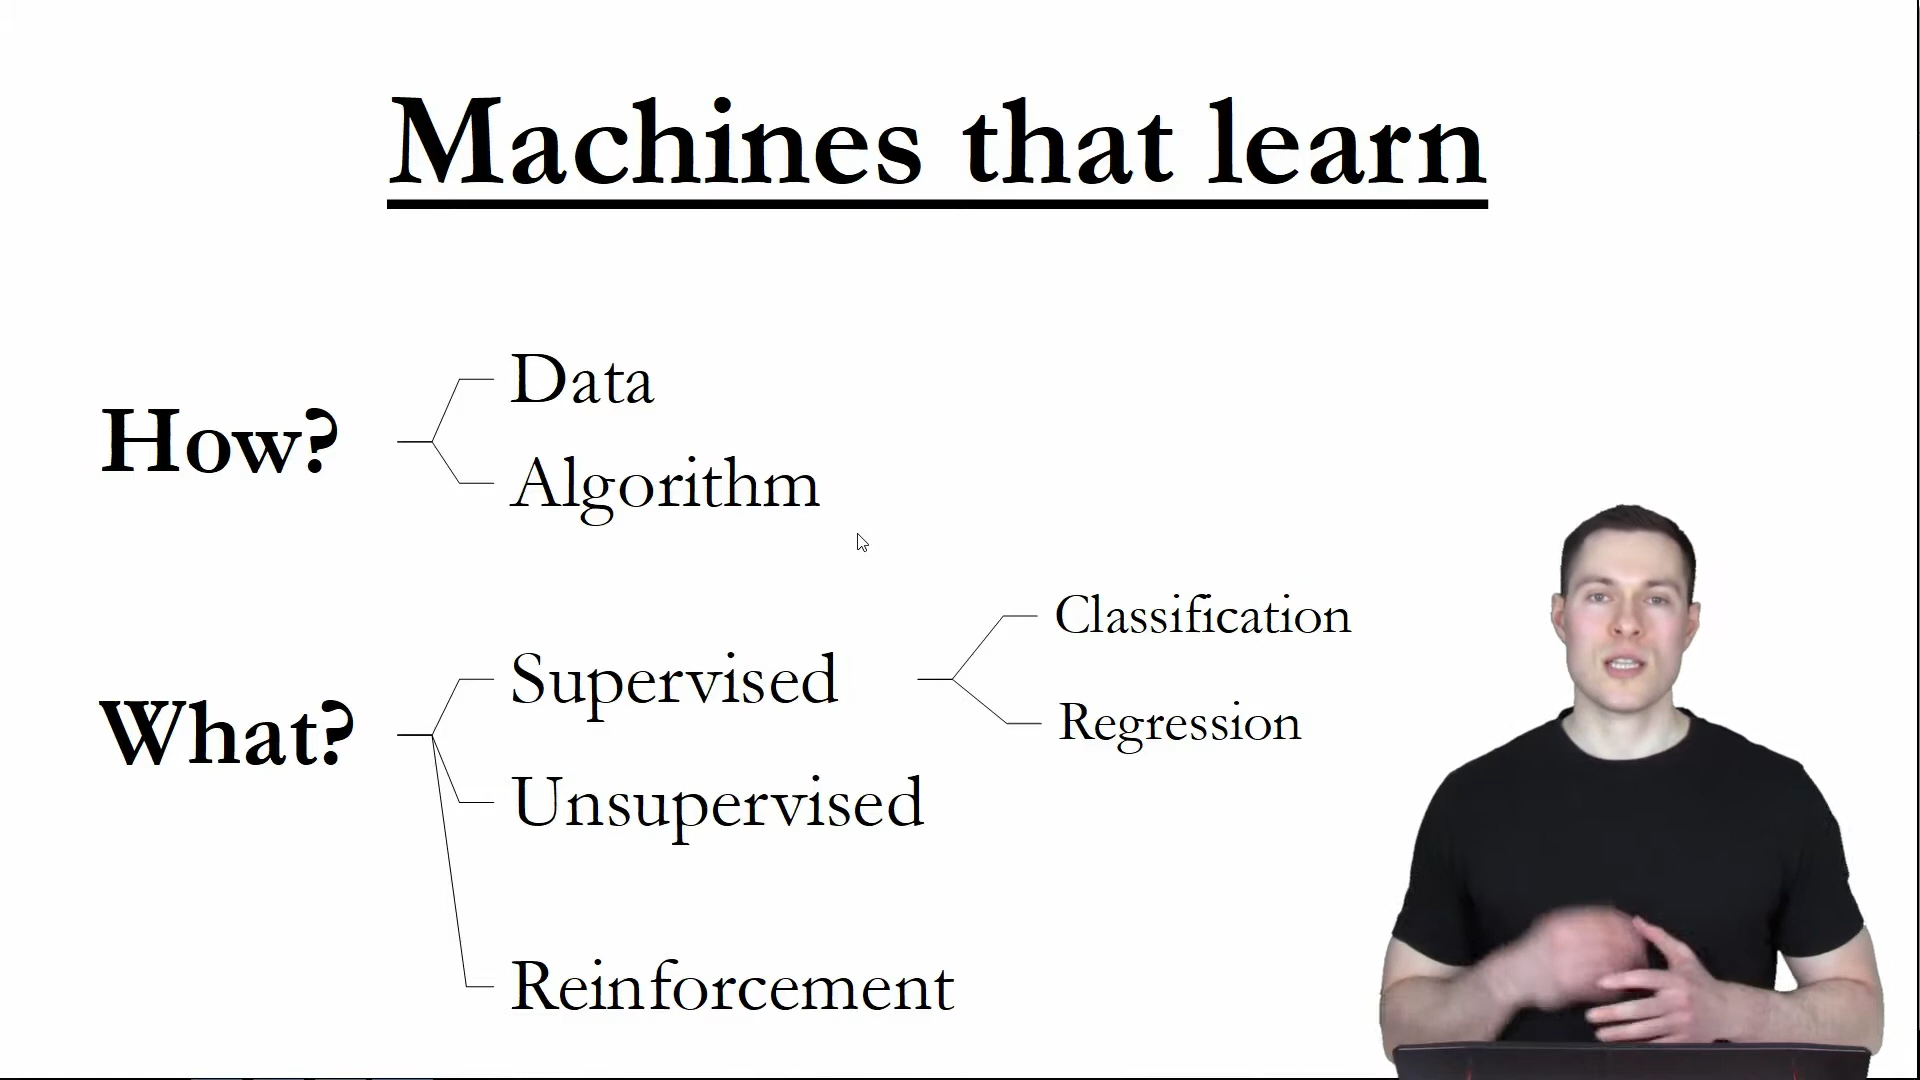 Machines that learn
How?
Data
Algorithm
What?
Supervised
Classification
Regression
Unsupervised
Reinforcement